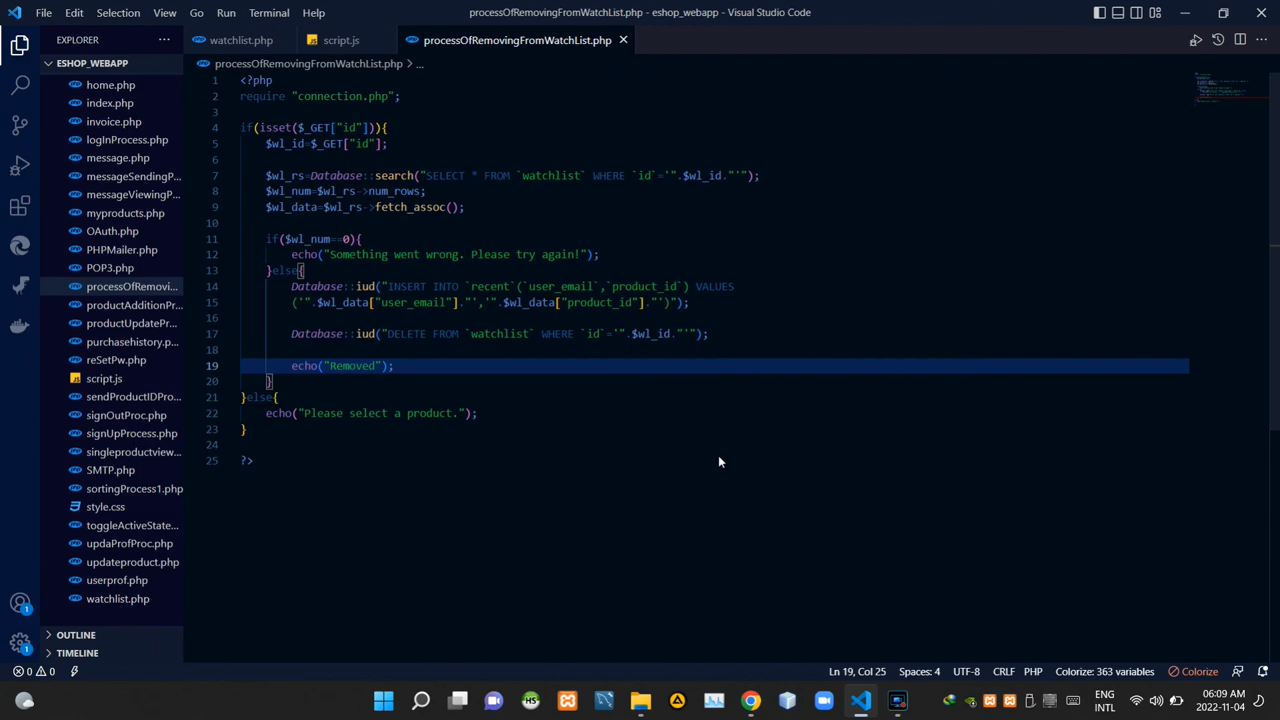 File Edit Selection View Go Run Terminal Help
processOfRemovingFromWatchList.php - eshop_webapp - Visual Studio Code
EXPLORER
ESHOP_WEBAPP
home.php
index.php
invoice.php
logInProcess.php
message.php
messageSendingPr...
messageViewingPr...
myproducts.php
OAuth.php
PHPMailer.php
POP3.php
processOfRemovi...
productAdditionPr...
productUpdatePr...
purchasehistory.p...
reSetPw.php
script.js
sendProductIDPro...
signOutProc.php
signUpProcess.php
singleproductview...
SMTP.php
sortingProcess1.php
style.css
toggleActiveState...
updaProfProc.php
updateproduct.php
userprof.php
watchlist.php
OUTLINE
TIMELINE
watchlist.php script.js processOfRemovingFromWatchList.php
processOfRemovingFromWatchList.php > ...
1 <?php
2 require "connection.php";
3
4 if(isset($_GET["id"])){
5 $wl_id=$_GET["id"];
6
7 $wl_rs=Database::search("SELECT * FROM `watchlist` WHERE `id`='".$wl_id."'");
8 $wl_num=$wl_rs->num_rows;
9 $wl_data=$wl_rs->fetch_assoc();
10
11 if($wl_num==0){
12 echo("Something went wrong. Please try again!");
13 }else{
14 Database::iud("INSERT INTO `recent`(`user_email`,`product_id`) VALUES
15 ('".$wl_data["user_email"]."','".$wl_data["product_id"]."')");
16
17 Database::iud("DELETE FROM `watchlist` WHERE `id`='".$wl_id."'");
18
19 echo("Removed");
20 }
21 }else{
22 echo("Please select a product.");
23 }
24
25 ?>
1
1
0 0
Ln 19, Col 25 Spaces: 4 UTF-8 CRLF PHP Colorize: 363 variables Colorize
HS
ENG
INTL
06:09 AM
2022-11-04